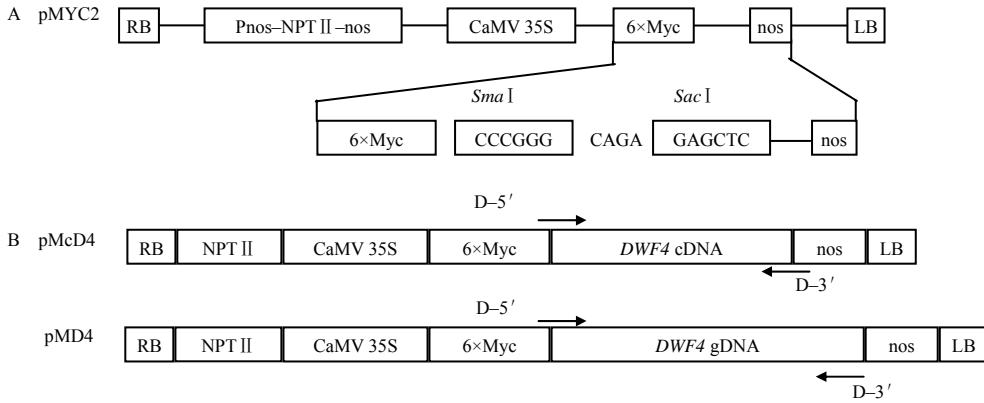 A pMYC2 RB Pnos–NPT Ⅱ–nos CaMV 35S 6×Myc nos LB
Sma Ⅰ Sac Ⅰ
6×Myc CCCGGG CAGA GAGCTC nos
D–5′
B pMcD4 RB NPT Ⅱ CaMV 35S 6×Myc DWF4 cDNA nos LB
D–3′
D–5′
pMD4 RB NPT Ⅱ CaMV 35S 6×Myc DWF4 gDNA nos LB
D–3′